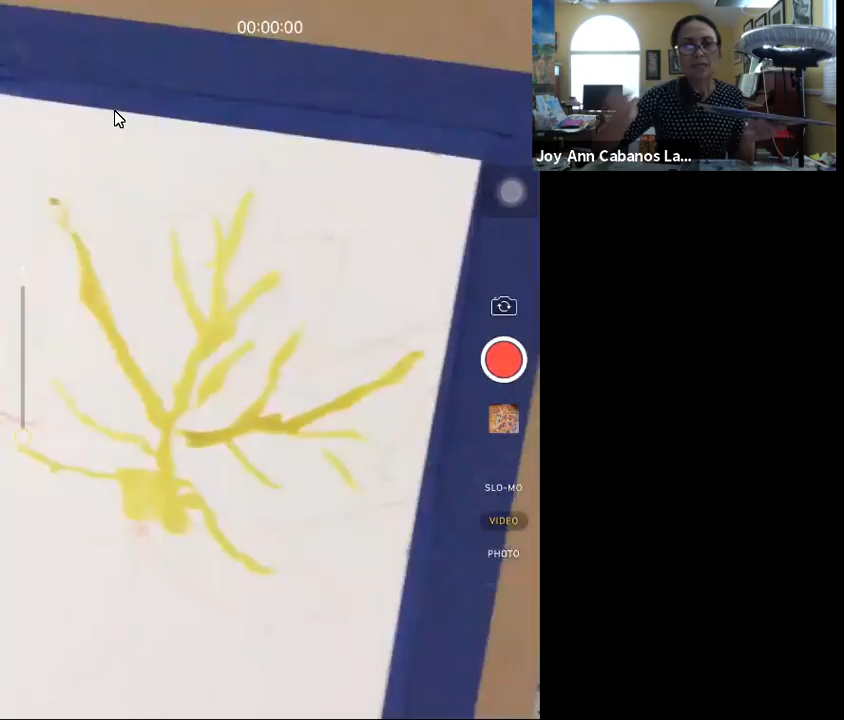 00:00:00
Joy Ann Cabanos La...
SLO-MO
VIDEO
PHOTO